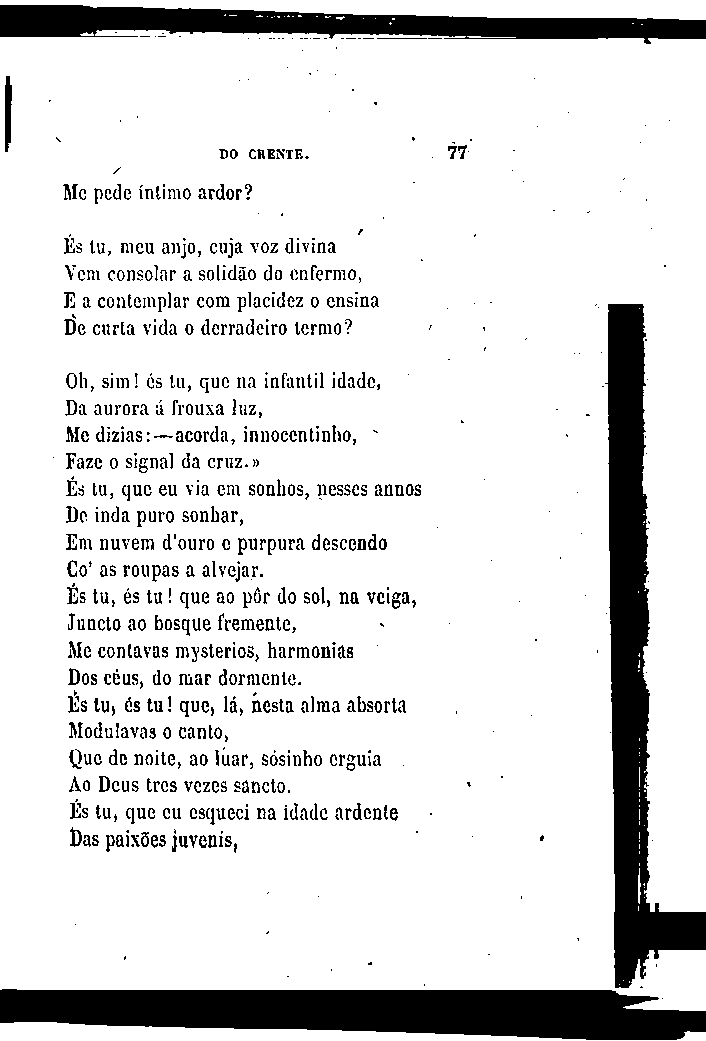 DO CRENTE. 77
Me pede íntimo ardor?
És tu, meu anjo, cuja voz divina
Vem consolar a solidão do enfermo,
E a contemplar com placidez o ensina
De curta vida o derradeiro termo?
Oh, sim! és tu, que na infantil idade,
Da aurora á frouxa luz,
Me dizias:—acorda, innocentinho,
Faze o signal da cruz.»
És tu, que eu via em sonhos, nesses annos
De inda puro sonhar,
Em nuvem d'ouro e purpura descendo
Co' as roupas a alvejar.
És tu, és tu! que ao pôr do sol, na veiga,
Juncto ao bosque fremente,
Me contavas mysterios, harmonias
Dos céus, do mar dormente.
És tu, és tu! que, lá, nesta alma absorta
Modulavas o canto,
Que de noite, ao luar, sósinho erguia
Ao Deus tres vezes sancto.
És tu, que eu esqueci na idade ardente
Das paixões juvenis,